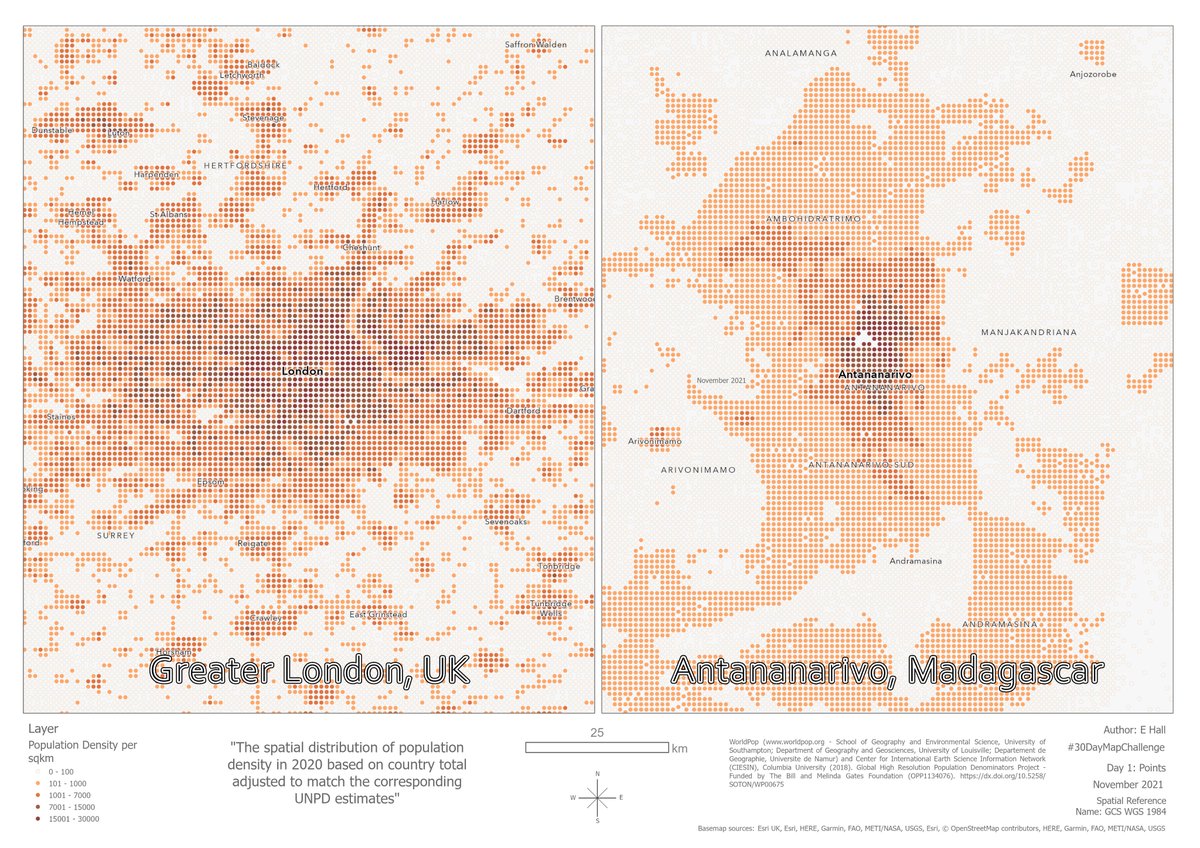 Saffron Walden
Baldock
Letchworth
Stevenage
Dunstable
Luton
HERTFORDSHIRE
Harpenden
Hertford
Harlow
Hemel
Hempstead
St Albans
Cheshunt
Watford
Brentwood
London
Dartford
Staines
Epsom
king
Sevenoaks
SURREY
ford
Reigate
Tonbridge
Tunbridge
Wells
East Grinstead
Crawley
Horsham
Greater London, UK
ANALAMANGA
Anjozorobe
AMBOHIDRATRIMO
MANJAKANDRIANA
Antananarivo
November 2021
ANTANANARIVO
Arivonimamo
ARIVONIMAMO
ANTANANARIVO-SUD
Andramasina
ANDRAMASINA
Antananarivo, Madagascar
Layer
Population Density per
sqkm
0 - 100
101 - 1000
1001 - 7000
7001 - 15000
15001 - 30000
"The spatial distribution of population
density in 2020 based on country total
adjusted to match the corresponding
UNPD estimates"
25
km
N
W E
S
WorldPop (www.worldpop.org - School of Geography and Environmental Science, University of
Southampton; Department of Geography and Geosciences, University of Louisville; Departement de
Geographie, Universite de Namur) and Center for International Earth Science Information Network
(CIESIN), Columbia University (2018). Global High Resolution Population Denominators Project -
Funded by The Bill and Melinda Gates Foundation (OPP1134076). https://dx.doi.org/10.5258/
SOTON/WP00675
Author: E Hall
#30DayMapChallenge
Day 1: Points
November 2021
Spatial Reference
Name: GCS WGS 1984
Basemap sources: Esri UK, Esri, HERE, Garmin, FAO, METI/NASA, USGS, Esri, © OpenStreetMap contributors, HERE, Garmin, FAO, METI/NASA, USGS